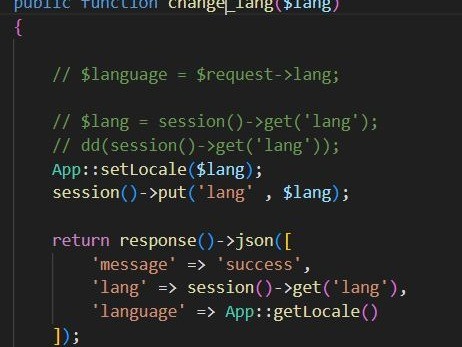 public function change_lang($lang)
{
// $language = $request->lang;
// $lang = session()->get('lang');
// dd(session()->get('lang'));
App::setLocale($lang);
session()->put('lang' , $lang);
return response()->json([
'message' => 'success',
'lang' => session()->get('lang'),
'language' => App::getLocale()
]);